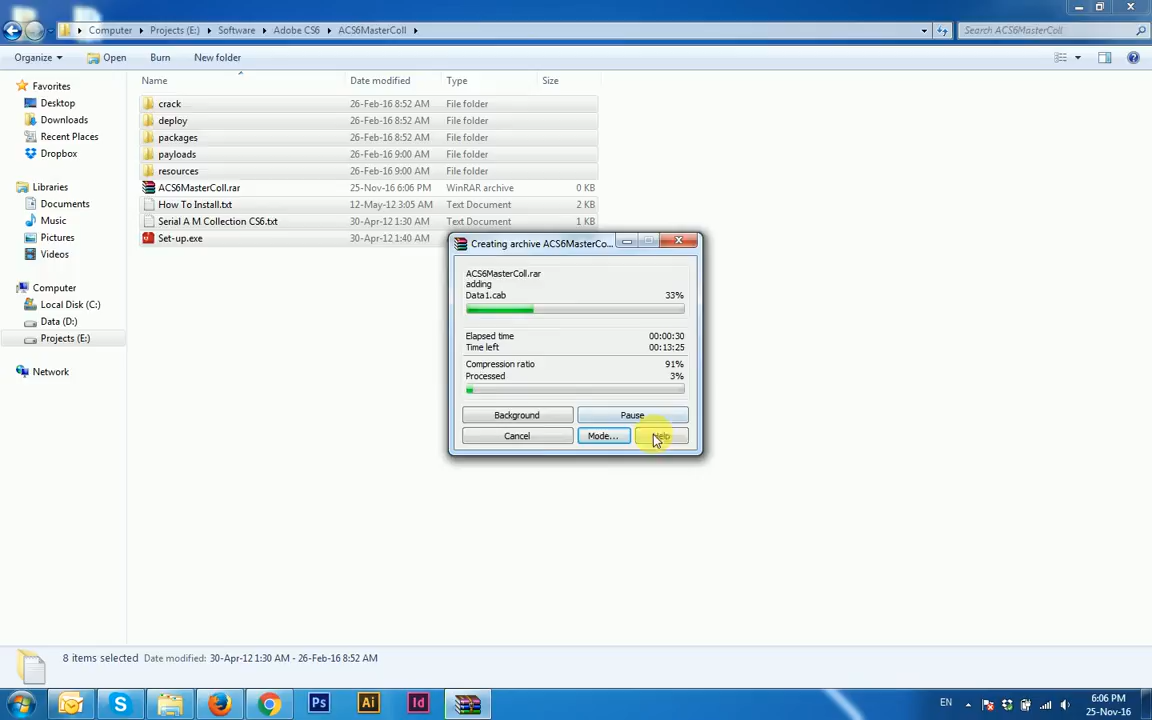 Computer Projects (E:) Software Adobe CS6 ACS6MasterColl
Search ACS6MasterColl
Organize Open Burn New folder
Name Date modified Type Size
Favorites
Desktop
Downloads
Recent Places
Dropbox
Libraries
Documents
Music
Pictures
Videos
Computer
Local Disk (C:)
Data (D:)
Projects (E:)
Network
crack 26-Feb-16 8:52 AM File folder
deploy 26-Feb-16 8:52 AM File folder
packages 26-Feb-16 8:52 AM File folder
payloads 26-Feb-16 9:00 AM File folder
resources 26-Feb-16 9:00 AM File folder
ACS6MasterColl.rar 25-Nov-16 6:06 PM WinRAR archive 0 KB
How To Install.txt 12-May-12 3:05 AM Text Document 2 KB
Serial A M Collection CS6.txt 30-Apr-12 1:30 AM Text Document 1 KB
Set-up.exe 30-Apr-12 1:40 AM
Creating archive ACS6MasterCo...
ACS6MasterColl.rar
adding
Data1.cab 33%
Elapsed time 00:00:30
Time left 00:13:25
Compression ratio 91%
Processed 3%
Background Pause
Cancel Mode...
8 items selected Date modified: 30-Apr-12 1:30 AM - 26-Feb-16 8:52 AM
Ps Ai Id
EN
6:06 PM
25-Nov-16